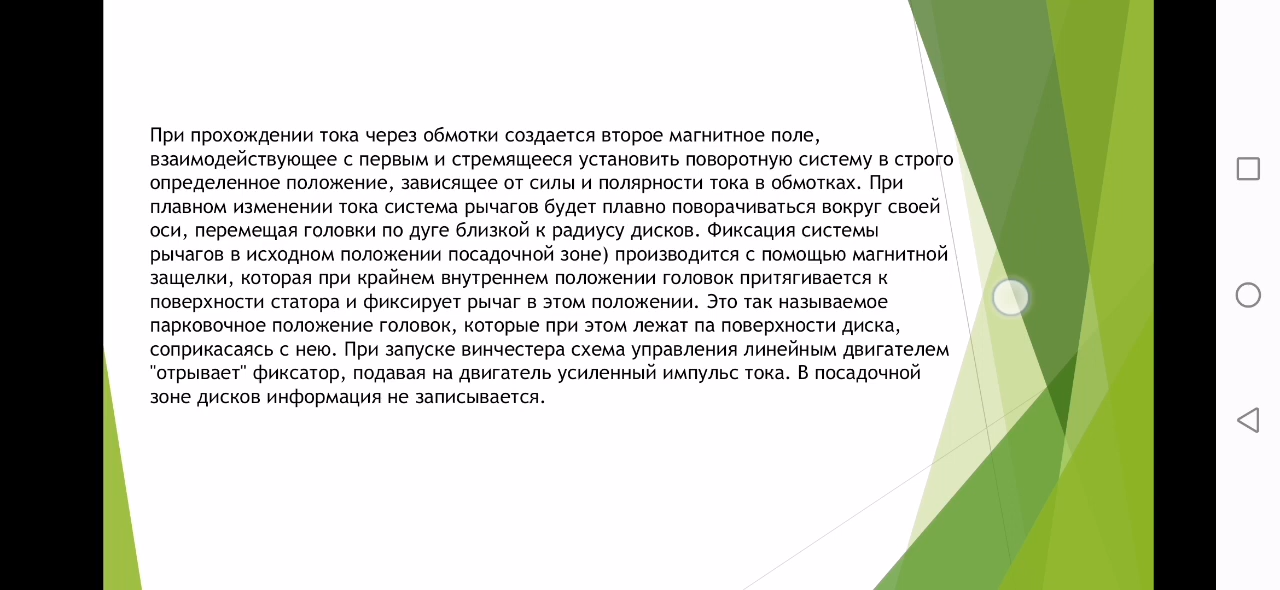 При прохождении тока через обмотки создается второе магнитное поле,
взаимодействующее с первым и стремящееся установить поворотную систему в строго
определенное положение, зависящее от силы и полярности тока в обмотках. При
плавном изменении тока система рычагов будет плавно поворачиваться вокруг своей
оси, перемещая головки по дуге близкой к радиусу дисков. Фиксация системы
рычагов в исходном положении посадочной зоне) производится с помощью магнитной
защелки, которая при крайнем внутреннем положении головок притягивается к
поверхности статора и фиксирует рычаг в этом положении. Это так называемое
парковочное положение головок, которые при этом лежат па поверхности диска,
соприкасаясь с нею. При запуске винчестера схема управления линейным двигателем
"отрывает" фиксатор, подавая на двигатель усиленный импульс тока. В посадочной
зоне дисков информация не записывается.